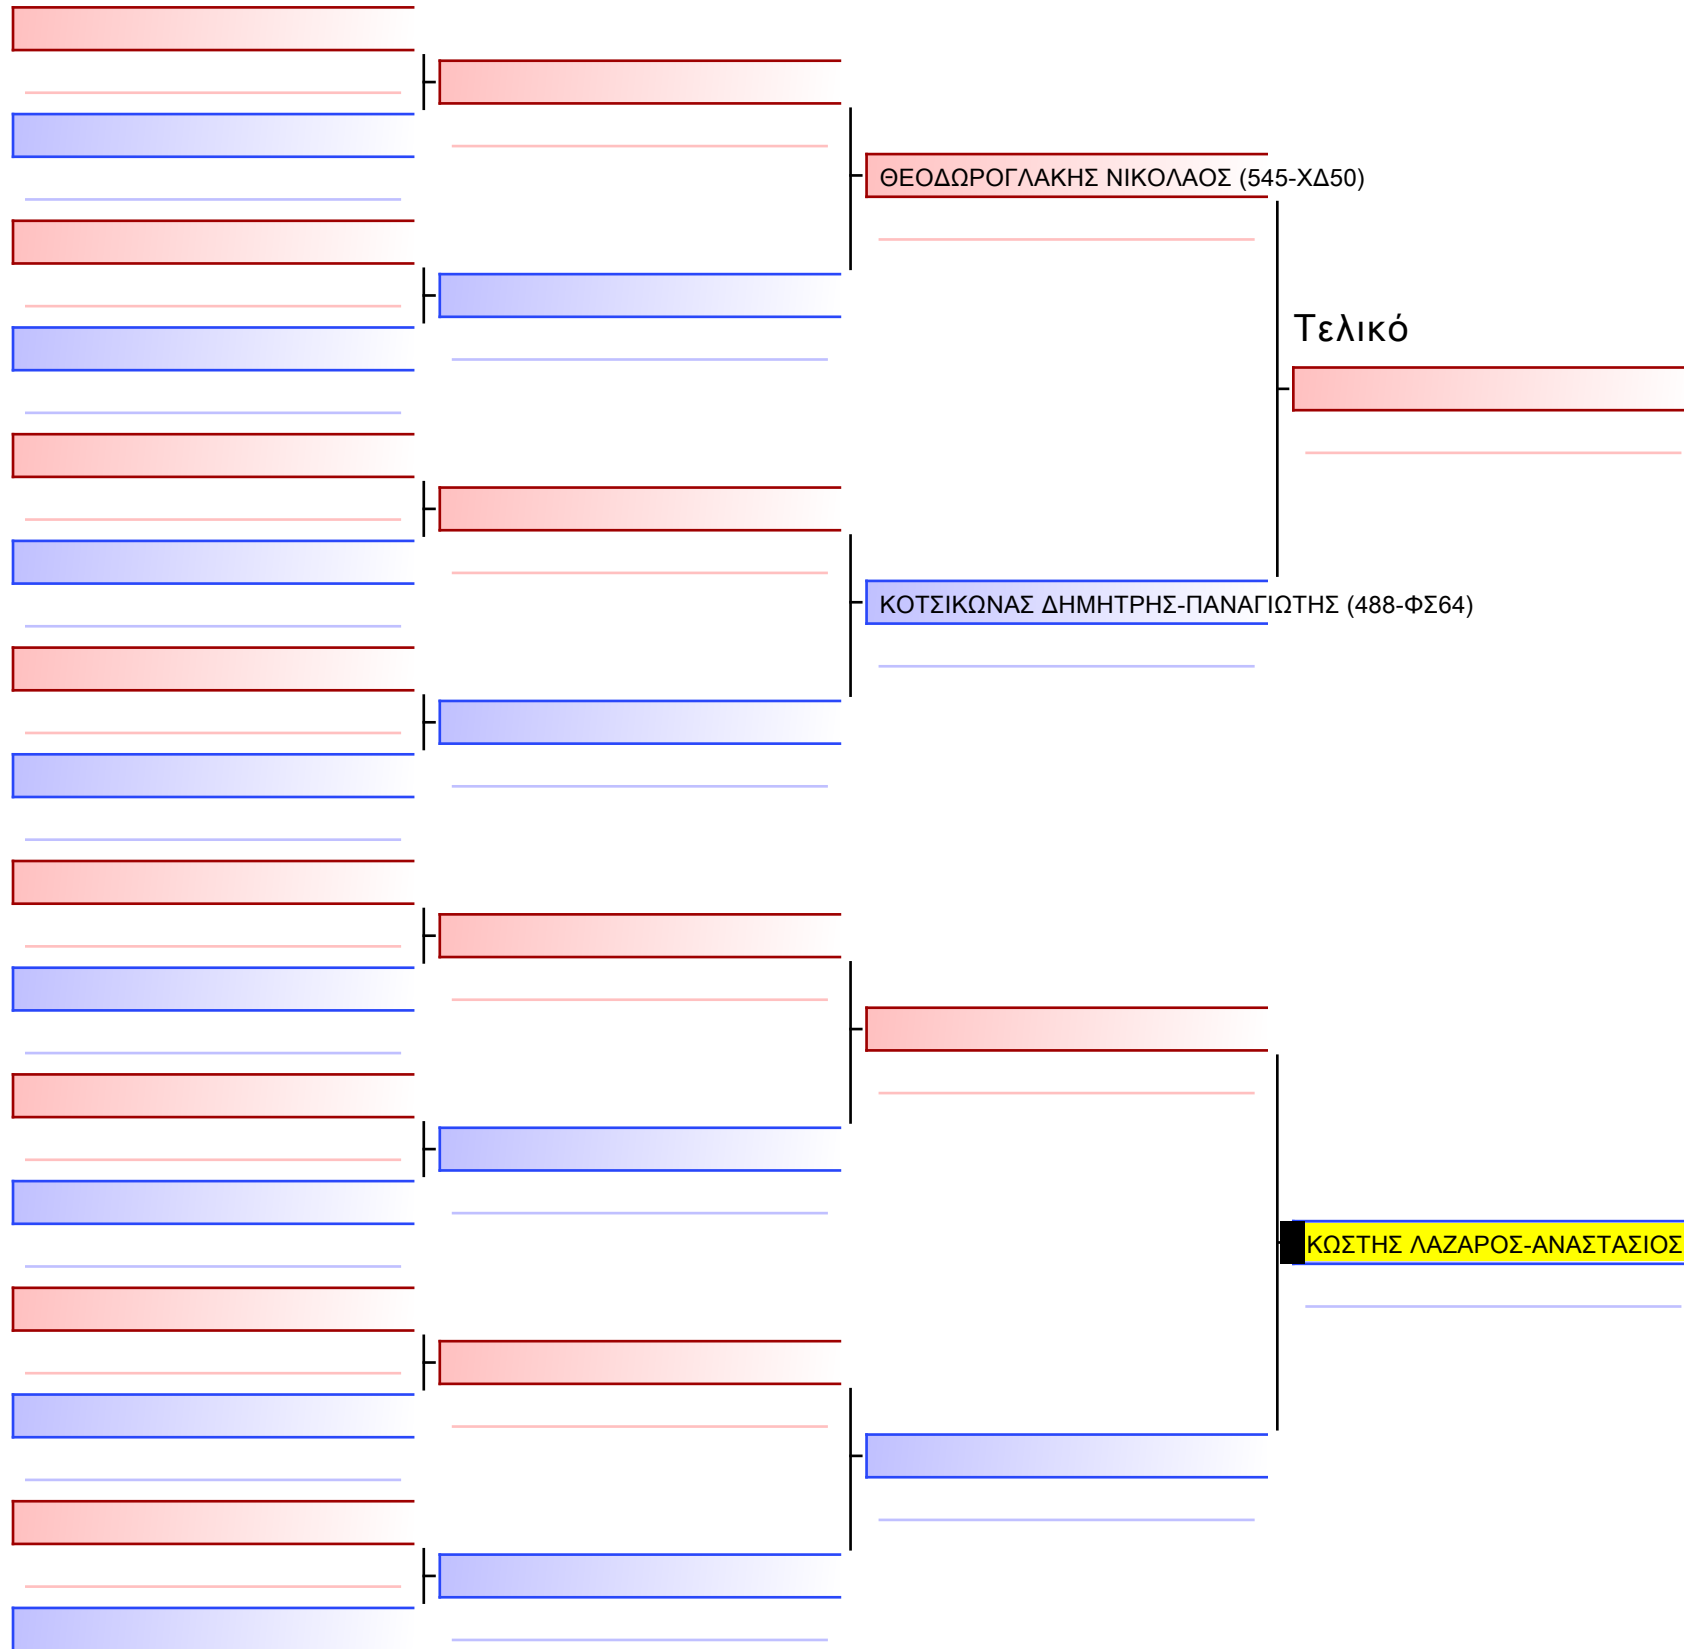 ΘΕΟΔΩΡΟΓΛΑΚΗΣ ΝΙΚΟΛΑΟΣ (545-ΧΔ50)
Τελικό
ΚΟΤΣΙΚΩΝΑΣ ΔΗΜΗΤΡΗΣ-ΠΑΝΑΓΙΩΤΗΣ (488-ΦΣ64)
ΚΩΣΤΗΣ ΛΑΖΑΡΟΣ-ΑΝΑΣΤΑΣΙΟΣ